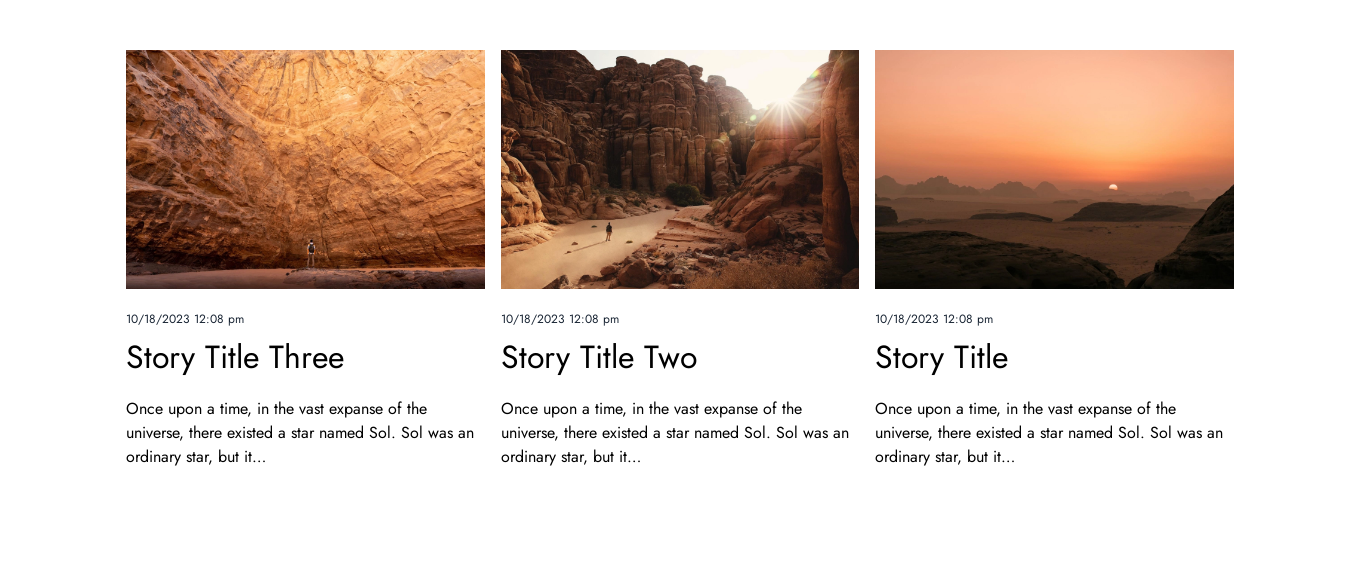 10/18/2023 12:08 pm
Story Title Three
Once upon a time, in the vast expanse of the
universe, there existed a star named Sol. Sol was an
ordinary star, but it...
10/18/2023 12:08 pm
Story Title Two
Once upon a time, in the vast expanse of the
universe, there existed a star named Sol. Sol was an
ordinary star, but it...
10/18/2023 12:08 pm
Story Title
Once upon a time, in the vast expanse of the
universe, there existed a star named Sol. Sol was an
ordinary star, but it...